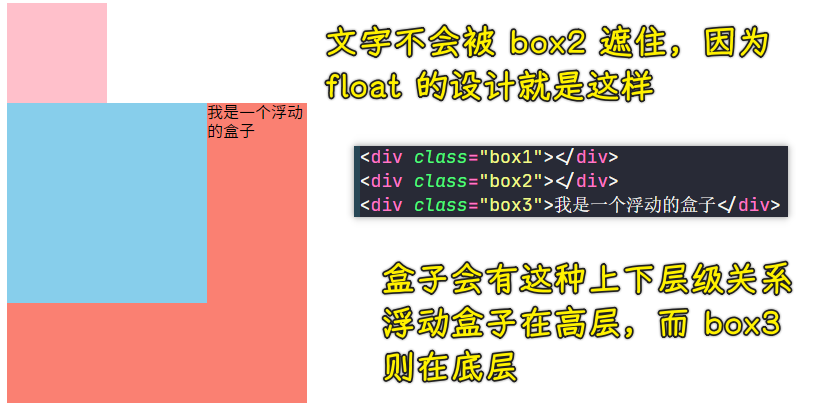 文字不会被 box2 遮住，因为
float 的设计就是这样
我是一个浮动
的盒子
<div class="box1"></div>
<div class="box2"></div>
<div class="box3">我是一个浮动的盒子</div>
盒子会有这种上下层级关系
浮动盒子在高层，而 box3
则在底层